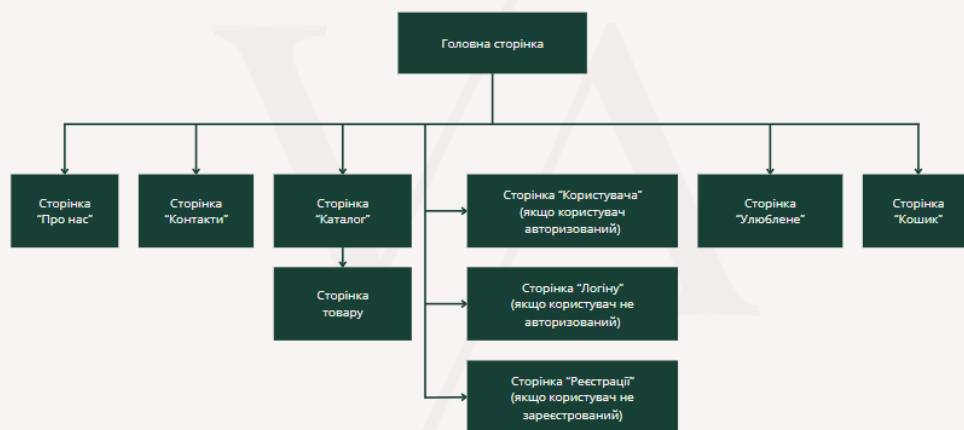 Головна сторінка
Сторінка
“Про нас”
Сторінка
“Контакти”
Сторінка
“Каталог”
Сторінка “Користувача”
(якщо користувач
авторизований)
Сторінка
“Улюблене”
Сторінка
“Кошик”
Сторінка
товару
Сторінка “Логіну”
(якщо користувач не
авторизований)
Сторінка “Реєстрації”
(якщо користувач не
зареєстрований)